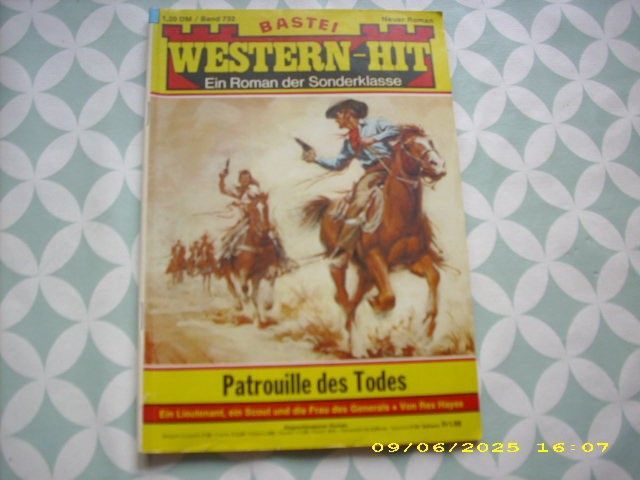 BASTEI
1,20 DM / Band 732
Neuer Roman
WESTERN-HIT
Ein Roman der Sonderklasse
Patrouille des Todes
Ein Lieutenant, ein Scout und die Frau des Generals • Von Rex Hayes
09/06/2025 16:07